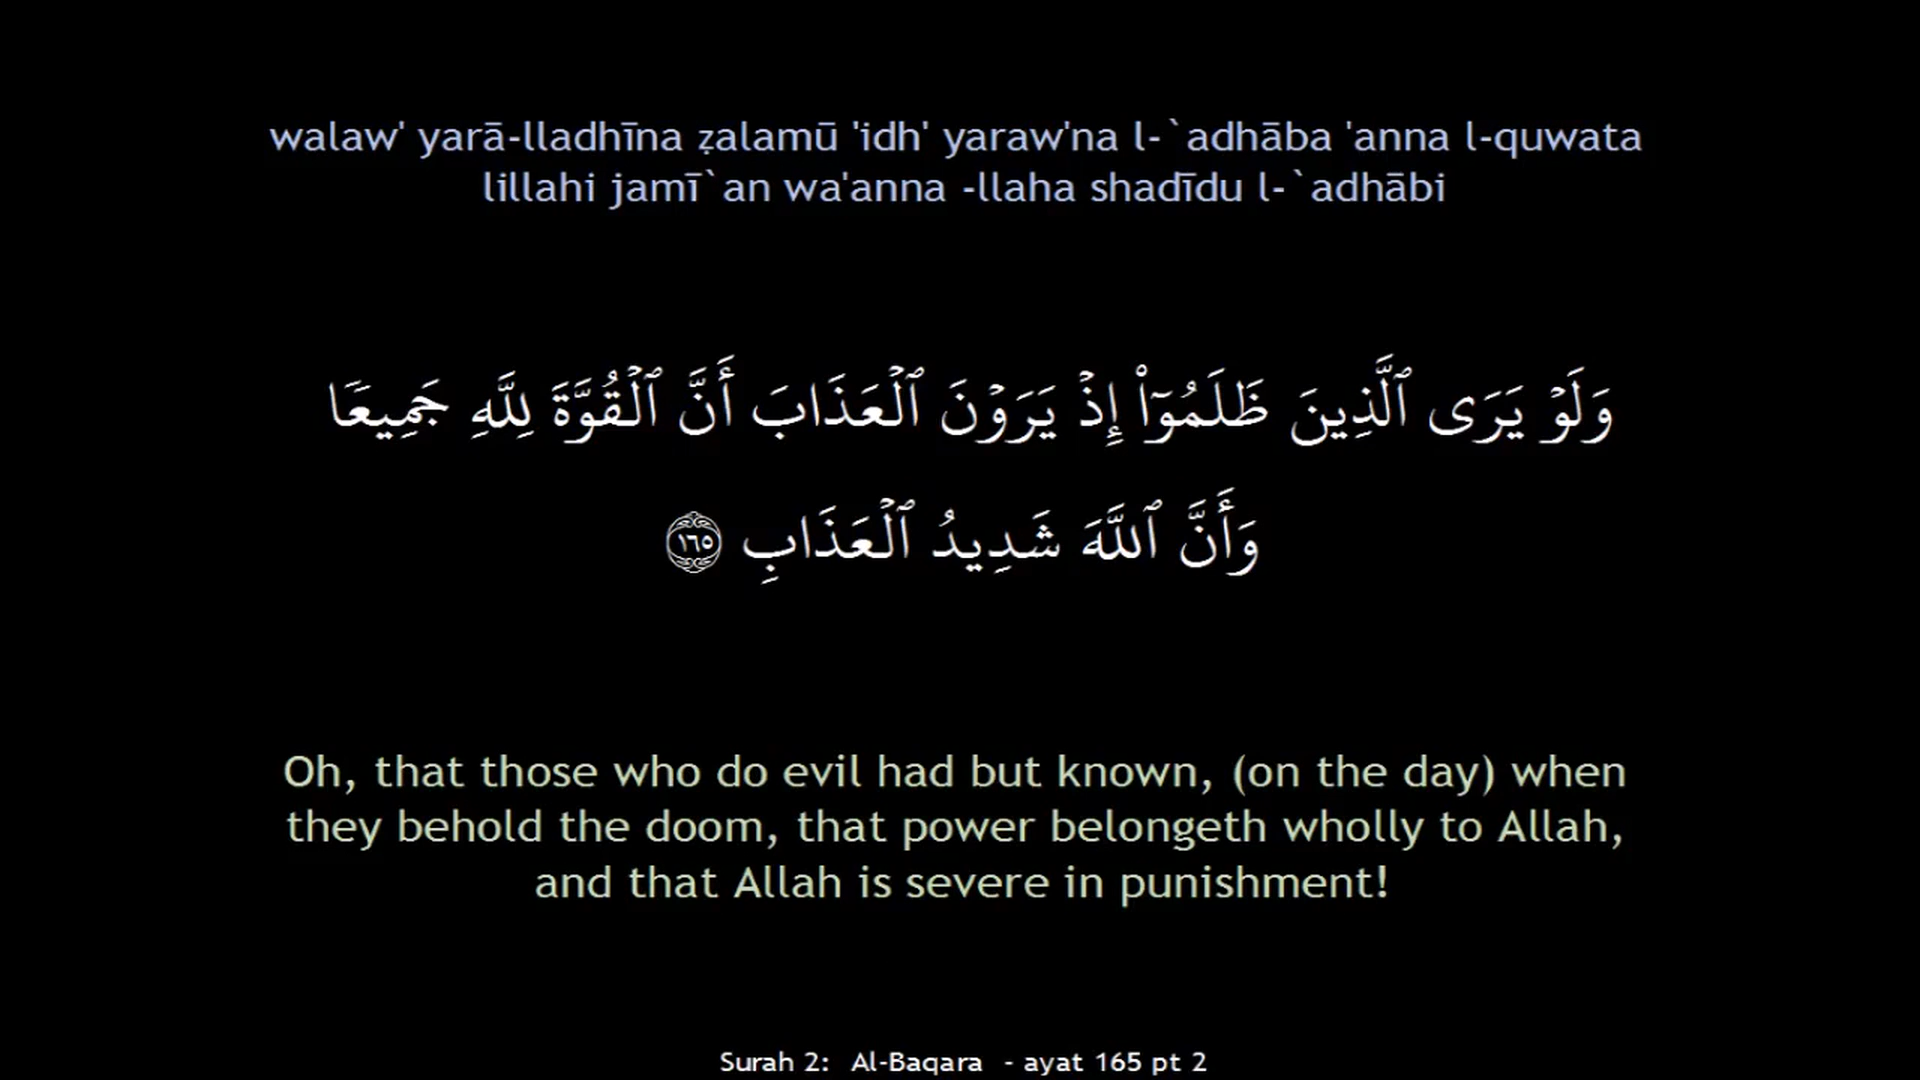 walaw' yarā-lladhīna ẓalamū 'idh' yaraw'na l-`adhāba 'anna l-quwata
lillahi jamī`an wa'anna -llaha shadīdu l-`adhābi
وَلَوۡ يَرَى ٱلَّذِينَ ظَلَمُوٓاْ إِذۡ يَرَوۡنَ ٱلۡعَذَابَ أَنَّ ٱلۡقُوَّةَ لِلَّهِ جَمِيعٗا
وَأَنَّ ٱللَّهَ شَدِيدُ ٱلۡعَذَابِ ١٦٥
Oh, that those who do evil had but known, (on the day) when
they behold the doom, that power belongeth wholly to Allah,
and that Allah is severe in punishment!
Surah 2: Al-Baqara - ayat 165 pt 2